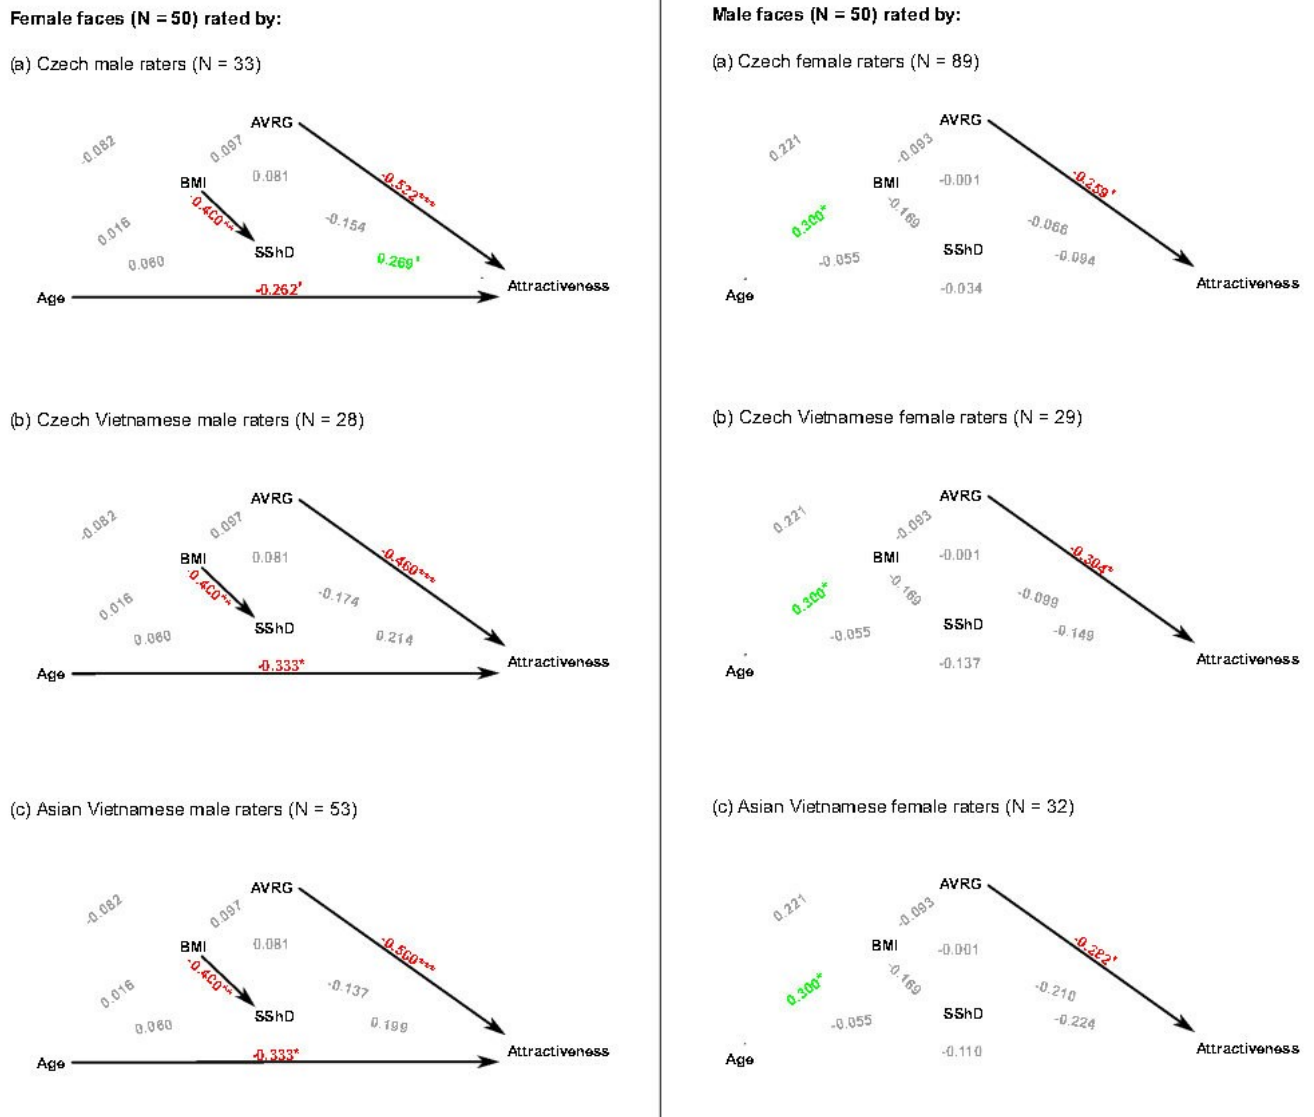 Female faces (N = 50) rated by:
(a) Czech male raters (N = 33)
AVRG
-0.082
0.097
BMI
0.081
-0.522***
-0.400**
-0.154
0.016
SShD
0.060
0.269'
Age
-0.262'
Attractiveness
(b) Czech Vietnamese male raters (N = 28)
AVRG
-0.082
0.097
BMI
0.081
-0.460***
-0.400**
-0.174
0.016
SShD
0.060
0.214
Age
-0.333*
Attractiveness
(c) Asian Vietnamese male raters (N = 53)
AVRG
-0.082
0.097
BMI
0.081
-0.500***
-0.400**
-0.137
0.016
SShD
0.060
0.199
Age
-0.333*
Attractiveness
Male faces (N = 50) rated by:
(a) Czech female raters (N = 89)
AVRG
0.221
-0.093
BMI
-0.001
-0.259'
-0.169
0.300*
-0.066
SShD
-0.055
-0.094
Age
-0.034
Attractiveness
(b) Czech Vietnamese female raters (N = 29)
AVRG
0.221
-0.093
BMI
-0.001
-0.304*
-0.169
0.300*
-0.099
SShD
-0.055
-0.149
Age
-0.137
Attractiveness
(c) Asian Vietnamese female raters (N = 32)
AVRG
0.221
-0.093
BMI
-0.001
-0.282'
-0.169
0.300*
-0.210
SShD
-0.055
-0.224
Age
-0.110
Attractiveness